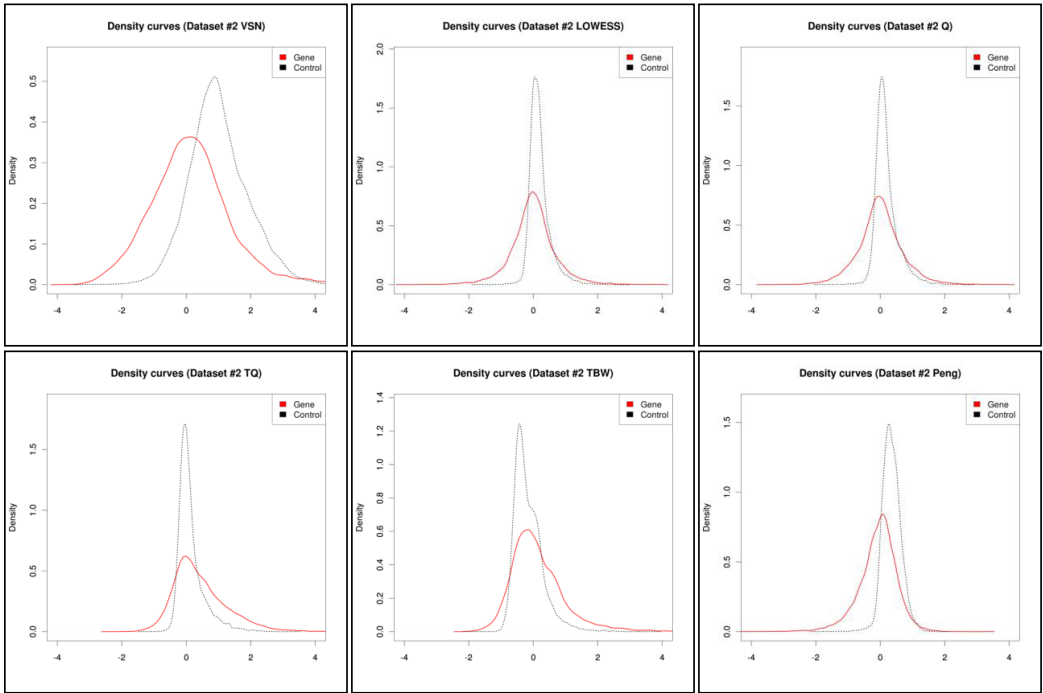 Density curves (Dataset #2 VSN)
Gene
Control
Density
0.0
0.1
0.2
0.3
0.4
0.5
-4
-2
0
2
4
Density curves (Dataset #2 LOWESS)
Gene
Control
Density
0.0
0.5
1.0
1.5
2.0
-4
-2
0
2
4
Density curves (Dataset #2 Q)
Gene
Control
Density
0.0
0.5
1.0
1.5
-4
-2
0
2
4
Density curves (Dataset #2 TQ)
Gene
Control
Density
0.0
0.5
1.0
1.5
-4
-2
0
2
4
Density curves (Dataset #2 TBW)
Gene
Control
Density
0.0
0.2
0.4
0.6
0.8
1.0
1.2
1.4
-4
-2
0
2
4
Density curves (Dataset #2 Peng)
Gene
Control
Density
0.0
0.5
1.0
1.5
-4
-2
0
2
4